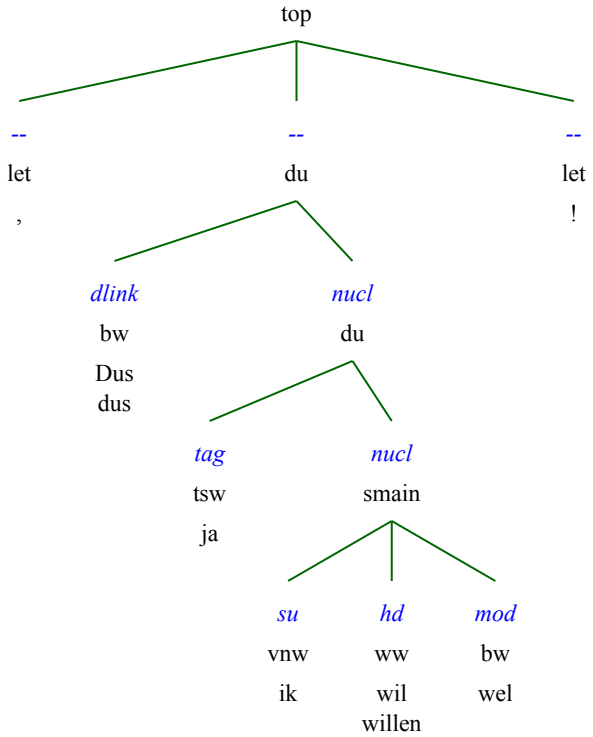 top
-- -- --
let du let
, !
dlink nucl
bw du
Dus
dus
tag nucl
tsw smain
ja
su hd mod
vnw ww bw
ik wil wel
willen